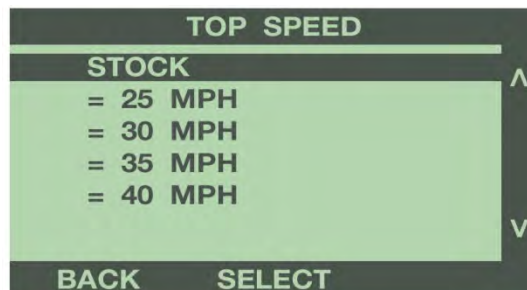 TOP SPEED
STOCK
= 25 MPH
= 30 MPH
= 35 MPH
= 40 MPH
BACK SELECT